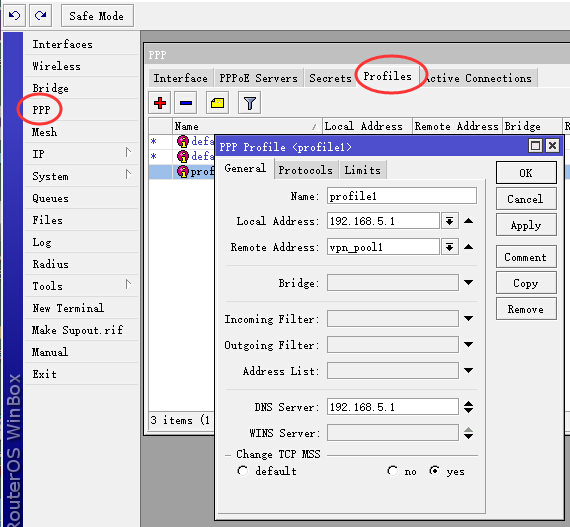 Safe Mode
RouterOS WinBox
Interfaces
Wireless
Bridge
PPP
Mesh
IP
System
Queues
Files
Log
Radius
Tools
New Terminal
Make Supout.rif
Manual
Exit
PPP
Interface PPPoE Servers Secrets Profiles Active Connections
Name Local Address Remote Address Bridge R
* defa
* defa
prof
3 items (1
PPP Profile <profile1>
General Protocols Limits
Name: profile1
Local Address: 192.168.5.1
Remote Address: vpn_pool1
Bridge:
Incoming Filter:
Outgoing Filter:
Address List:
DNS Server: 192.168.5.1
WINS Server:
Change TCP MSS
default no yes
OK
Cancel
Apply
Comment
Copy
Remove